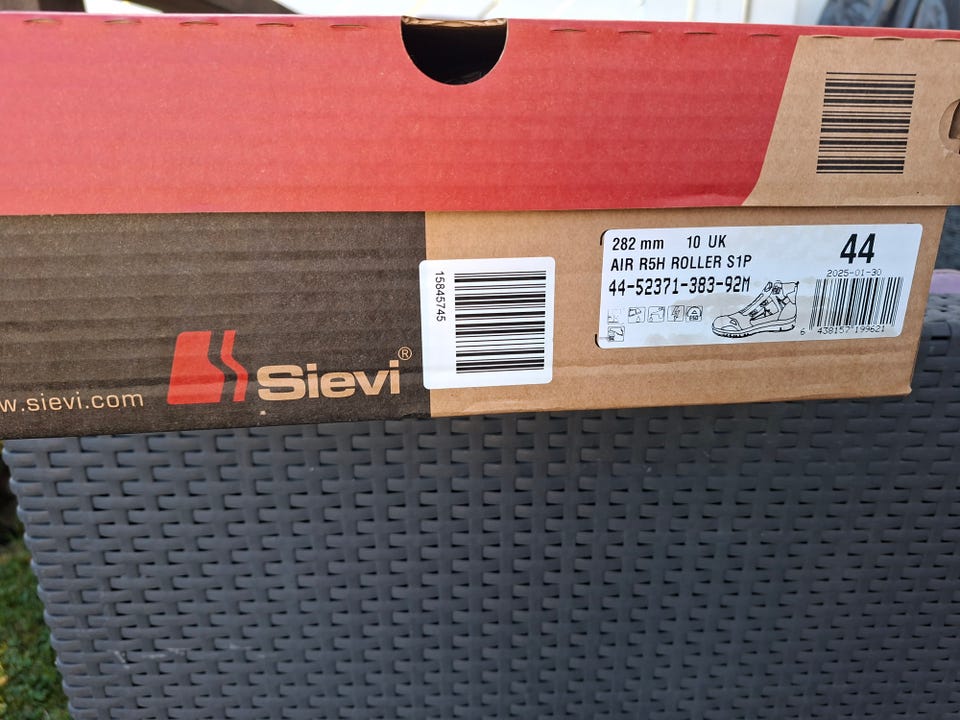 282 mm 10 UK 44
AIR R5H ROLLER S1P
2025-01-30
44-52371-383-92M
ESD
6 438157 199621
15845745
Sievi®
w.sievi.com